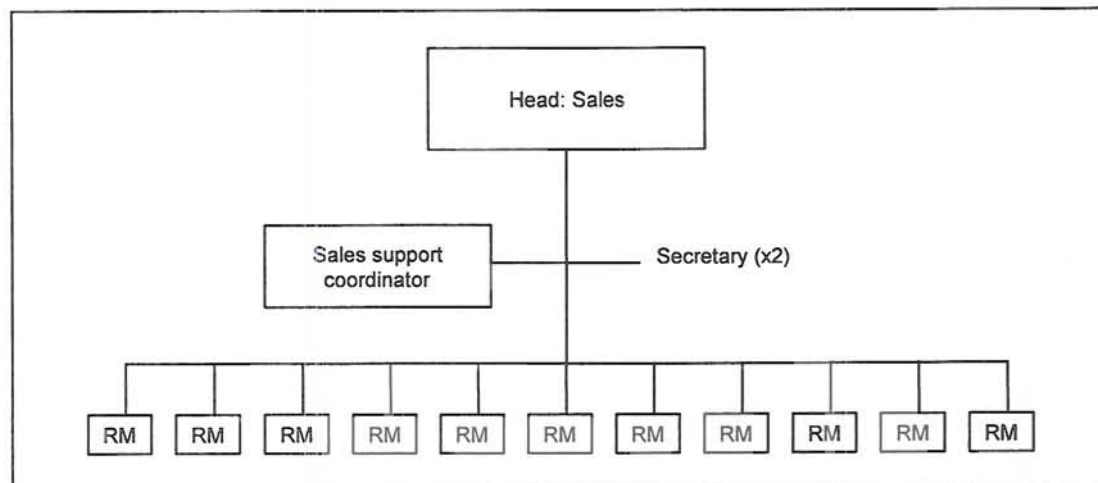 Head: Sales
Sales support
coordinator
Secretary (x2)
RM RM RM RM RM RM RM RM RM RM RM